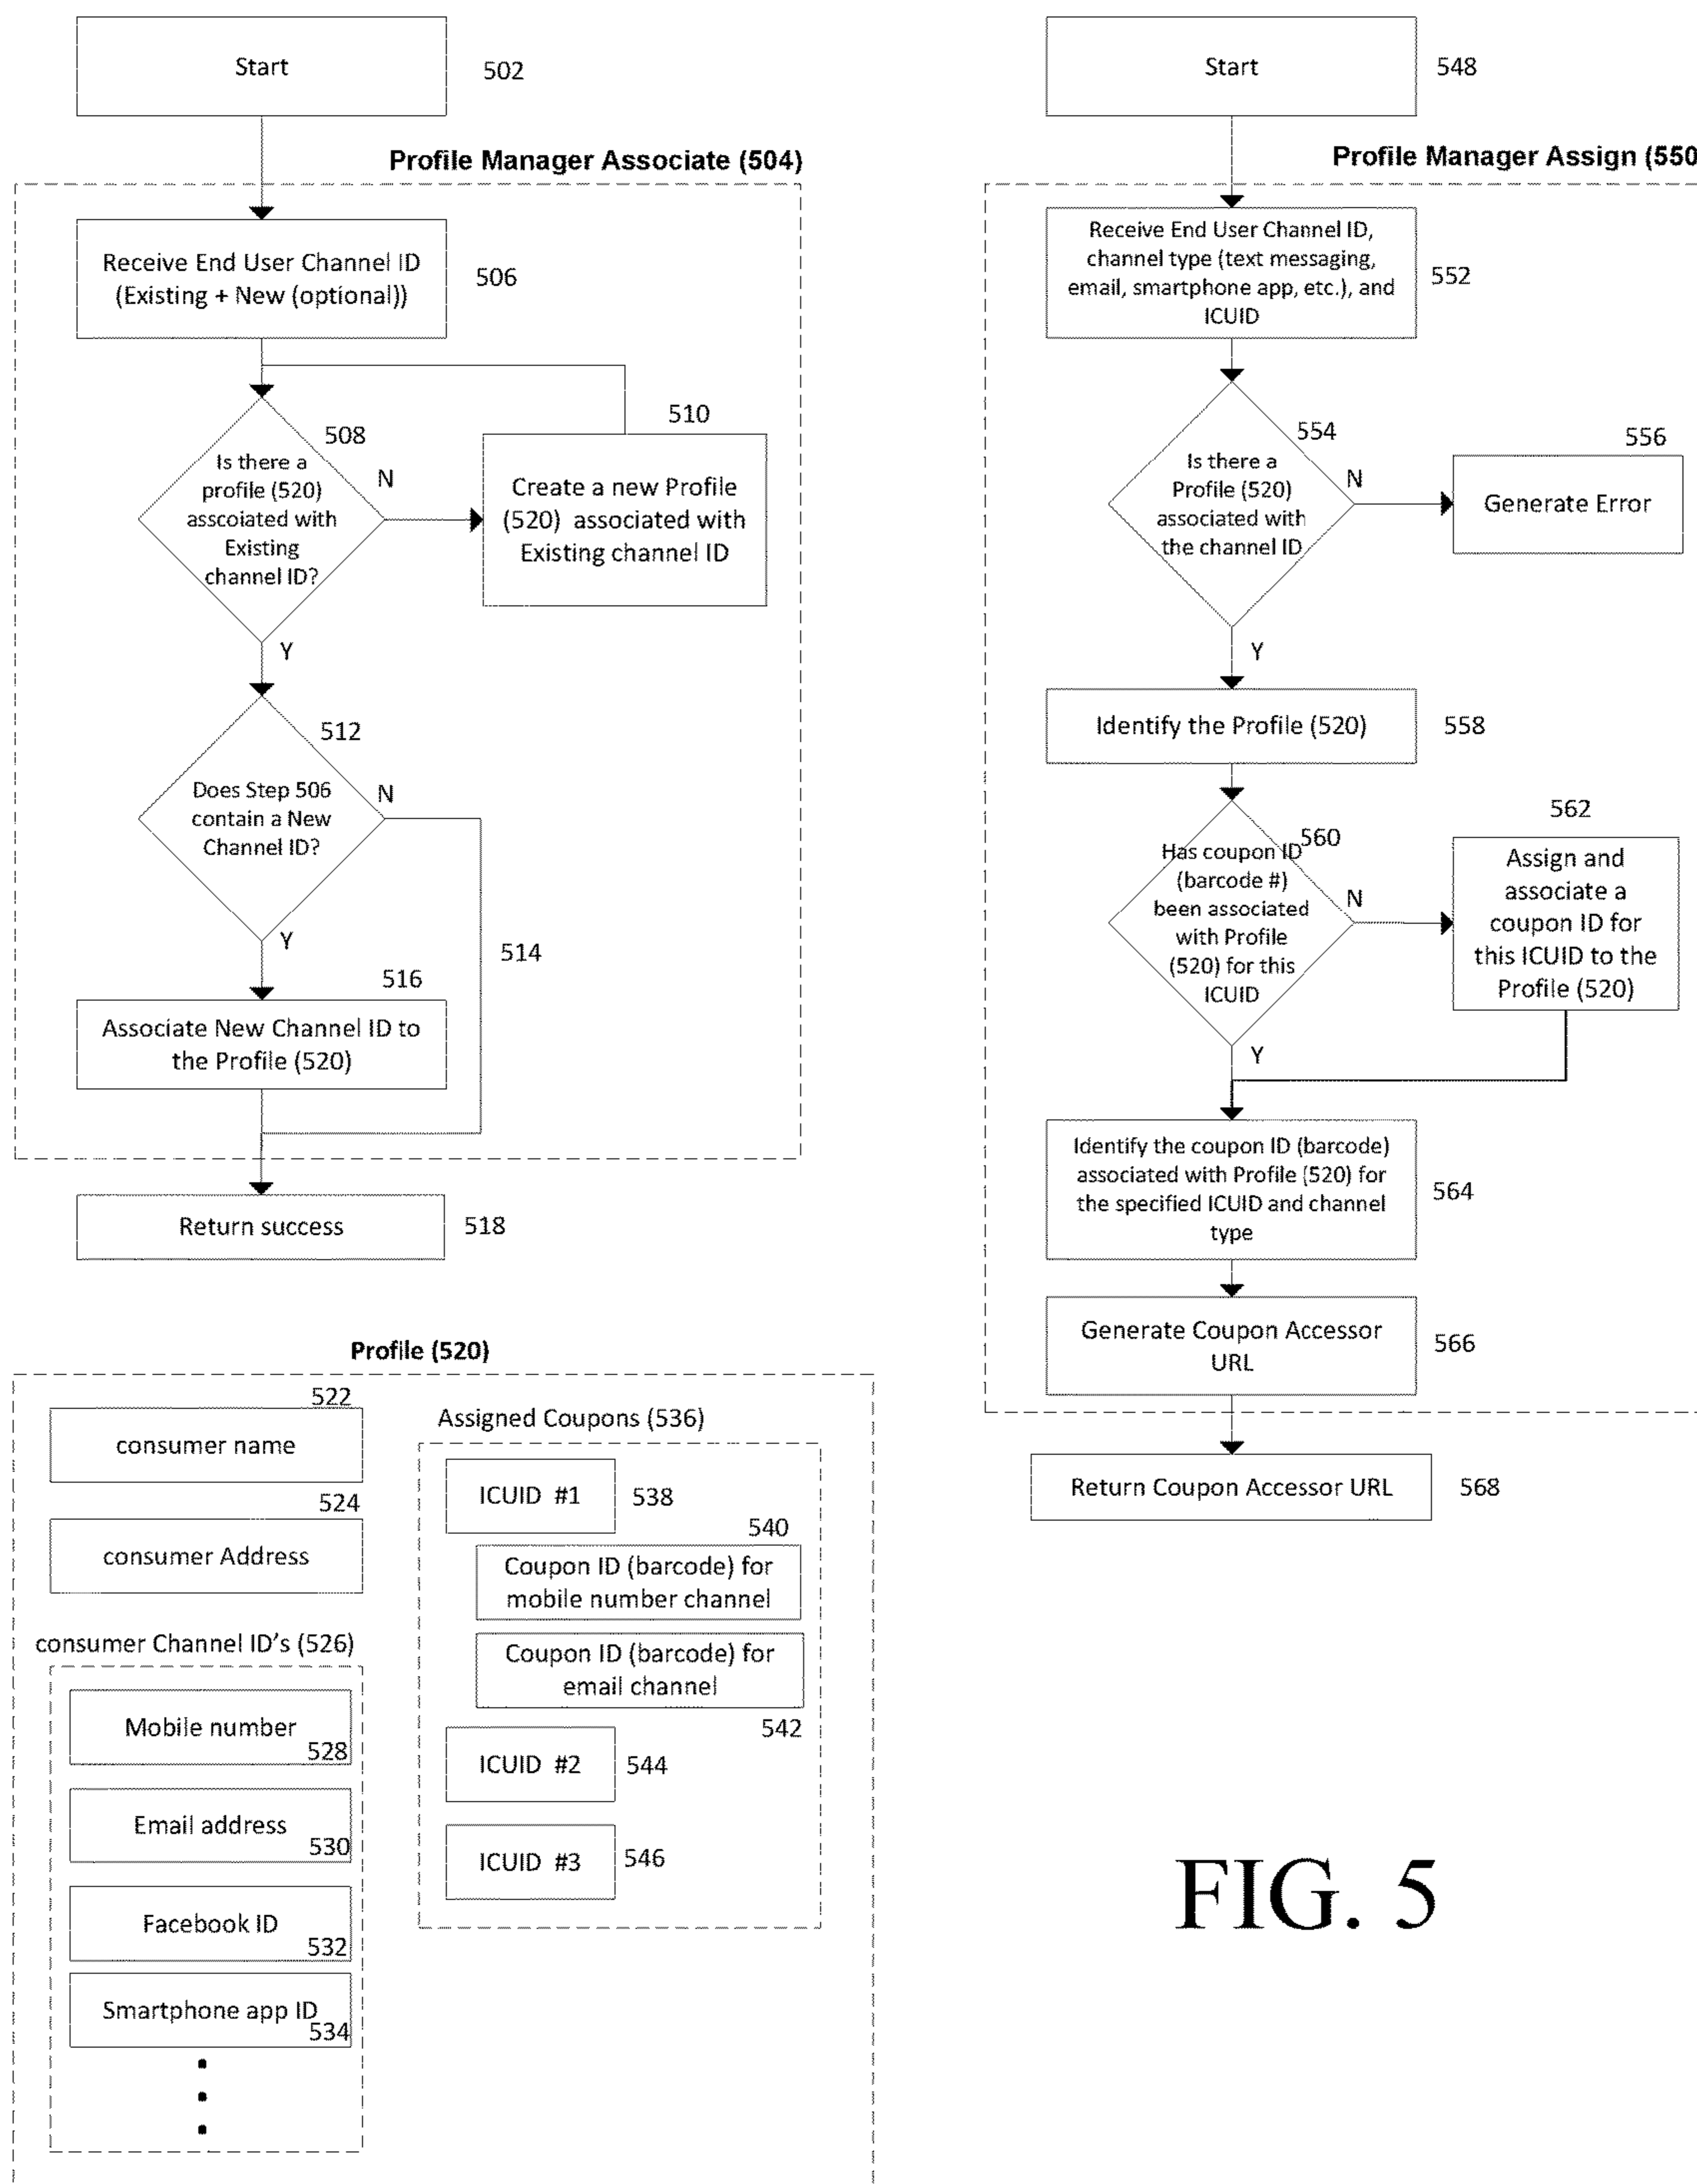 Start
502
Profile Manager Associate (504)
Receive End User Channel ID
(Existing + New (optional))
506
508
Is there a
profile (520)
asscoiated with
Existing
channel ID?
N
510
Create a new Profile
(520) associated with
Existing channel ID
Y
512
Does Step 506
contain a New
Channel ID?
N
Y
514
516
Associate New Channel ID to
the Profile (520)
Return success
518
Profile (520)
522
consumer name
524
consumer Address
consumer Channel ID's (526)
Mobile number
528
Email address
530
Facebook ID
532
Smartphone app ID
534
Assigned Coupons (536)
ICUID #1
538
540
Coupon ID (barcode) for
mobile number channel
Coupon ID (barcode) for
email channel
542
ICUID #2
544
ICUID #3
546
Start
548
Profile Manager Assign (550
Receive End User Channel ID,
channel type (text messaging,
email, smartphone app, etc.), and
ICUID
552
554
Is there a
Profile (520)
associated with
the channel ID
N
556
Generate Error
Y
Identify the Profile (520)
558
560
Has coupon ID
(barcode #)
been associated
with Profile
(520) for this
ICUID
N
562
Assign and
associate a
coupon ID for
this ICUID to the
Profile (520)
Y
Identify the coupon ID (barcode)
associated with Profile (520) for
the specified ICUID and channel
type
564
Generate Coupon Accessor
URL
566
Return Coupon Accessor URL
568
FIG. 5